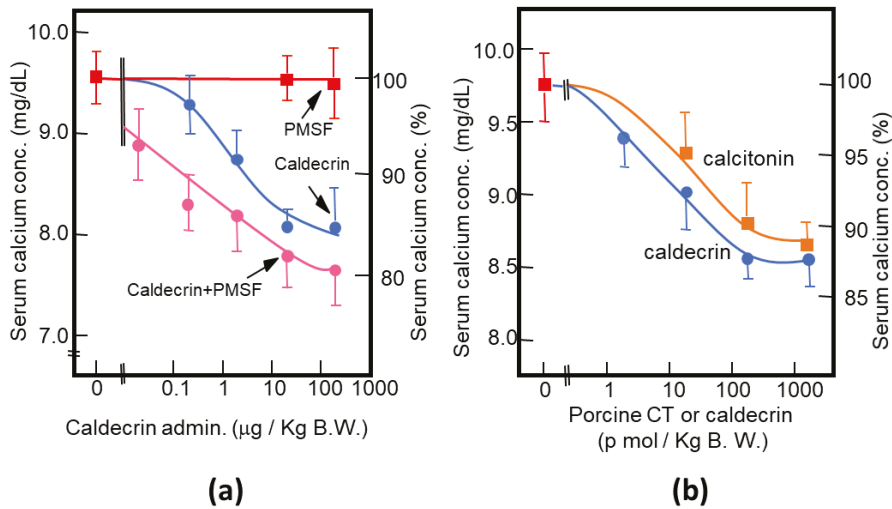 10.0
9.0
8.0
7.0
Serum calcium conc. (mg/dL)
100
90
80
Serum calcium conc. (%)
PMSF
Caldecrin
Caldecrin+PMSF
0
0.1
1
10
100
1000
Caldecrin admin. (μg / Kg B.W.)
(a)
10.0
9.5
9.0
8.5
8.0
Serum calcium conc. (mg/dL)
100
95
90
85
Serum calcium conc. (%)
calcitonin
caldecrin
0
1
10
100
1000
Porcine CT or caldecrin
(p mol / Kg B. W.)
(b)